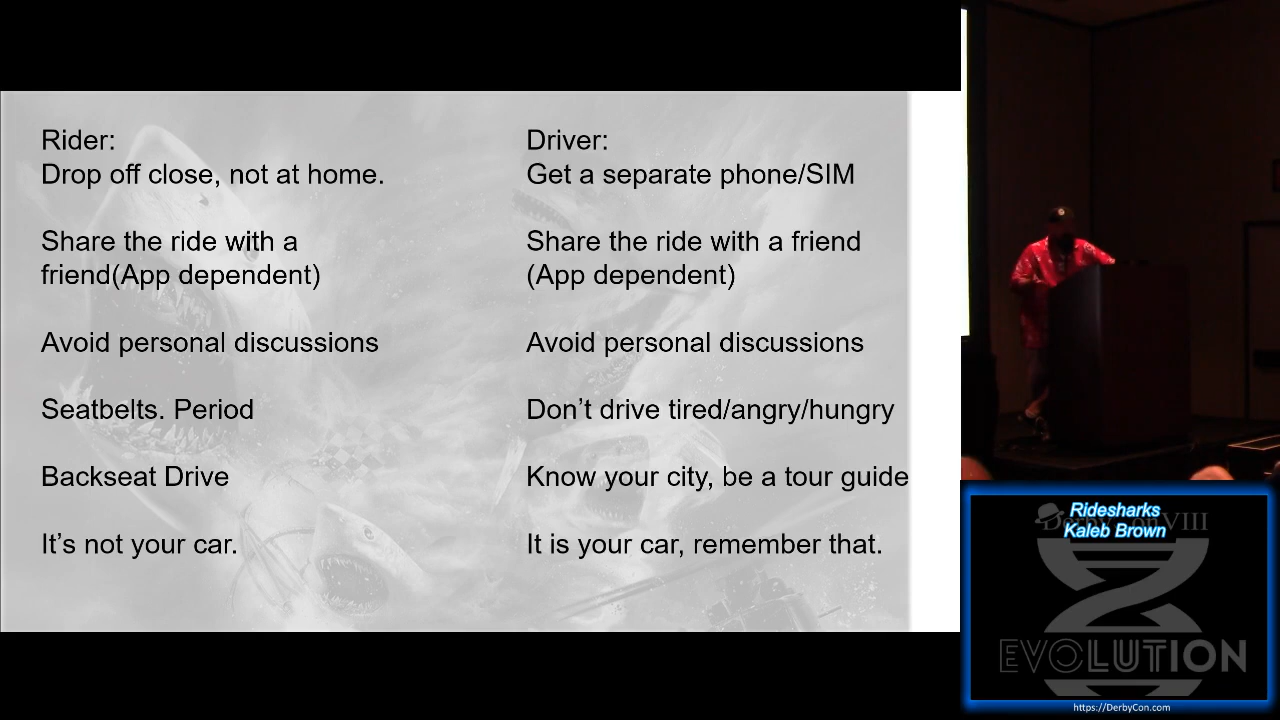 Rider:
Drop off close, not at home.
Share the ride with a
friend(App dependent)
Avoid personal discussions
Seatbelts. Period
Backseat Drive
It's not your car.
Driver:
Get a separate phone/SIM
Share the ride with a friend
(App dependent)
Avoid personal discussions
Don't drive tired/angry/hungry
Know your city, be a tour guide
It is your car, remember that.
Ridesharks
DerbyCon VIII
Kaleb Brown
EVOLUTION
https://DerbyCon.com